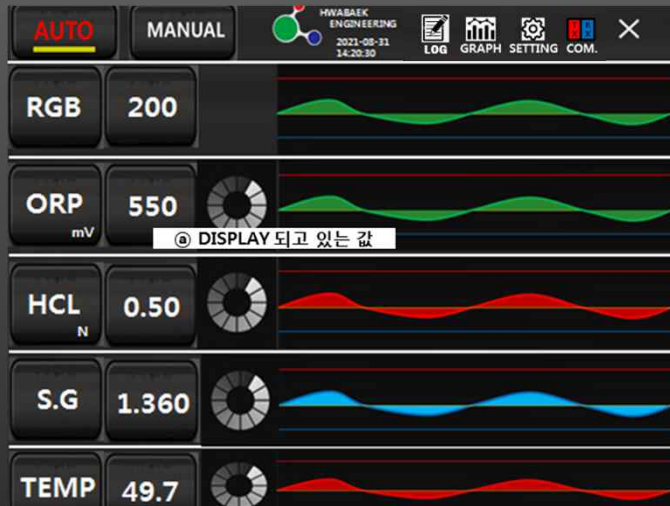 AUTO
MANUAL
HWABAEK
ENGINEERING
2021-08-31
14:20:30
LOG
GRAPH
SETTING
COM.
RGB
200
ORP
mV
550
ⓐ DISPLAY 되고 있는 값
HCL
N
0.50
S.G
1.360
TEMP
49.7